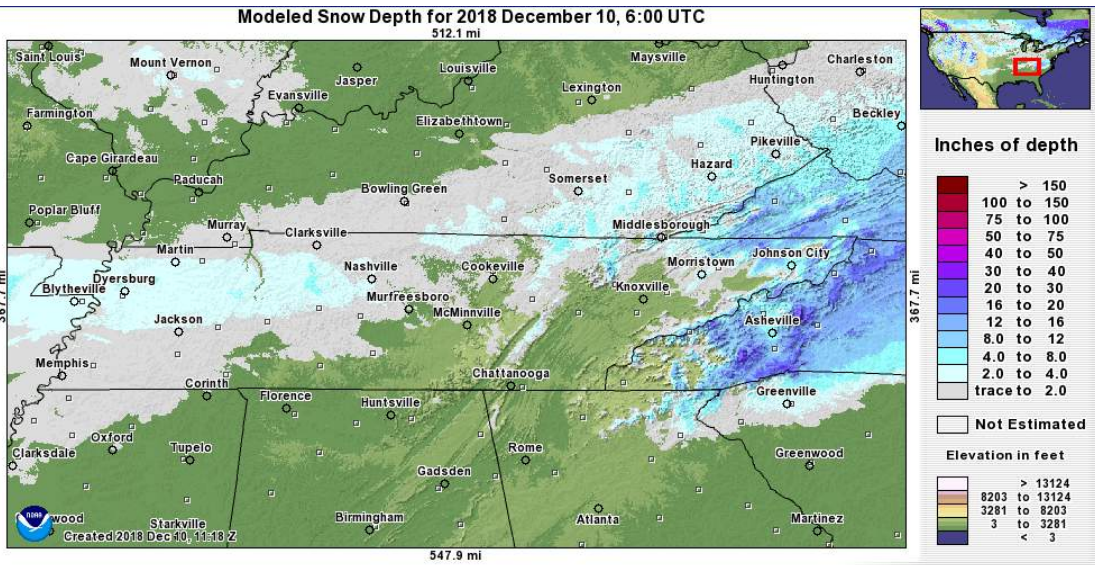 Modeled Snow Depth for 2018 December 10, 6:00 UTC
512.1 mi
Saint Louis
Mount Vernon
Jasper
Louisville
Maysville
Huntington
Charleston
Evansville
Lexington
Farmington
Elizabethtown
Beckley
Cape Girardeau
Pikeville
Hazard
Paducah
Somerset
Bowling Green
Poplar Bluff
Murray
Clarksville
Middlesborough
Martin
Johnson City
Nashville
Cookeville
Morristown
Dyersburg
Blytheville
Murfreesboro
Knoxville
McMinnville
Jackson
Asheville
Memphis
Chattanooga
Corinth
Florence
Huntsville
Greenville
Oxford
Tupelo
Clarksdale
Rome
Greenwood
Gadsden
Birmingham
Atlanta
Martinez
wood
Starkville
NOAA
Created 2018 Dec 10, 11:18 Z
547.9 mi
367.7 mi
367.7 mi
Inches of depth
> 150
100 to 150
75 to 100
50 to 75
40 to 50
30 to 40
20 to 30
16 to 20
12 to 16
8.0 to 12
4.0 to 8.0
2.0 to 4.0
trace to 2.0
Not Estimated
Elevation in feet
> 13124
8203 to 13124
3281 to 8203
3 to 3281
< 3